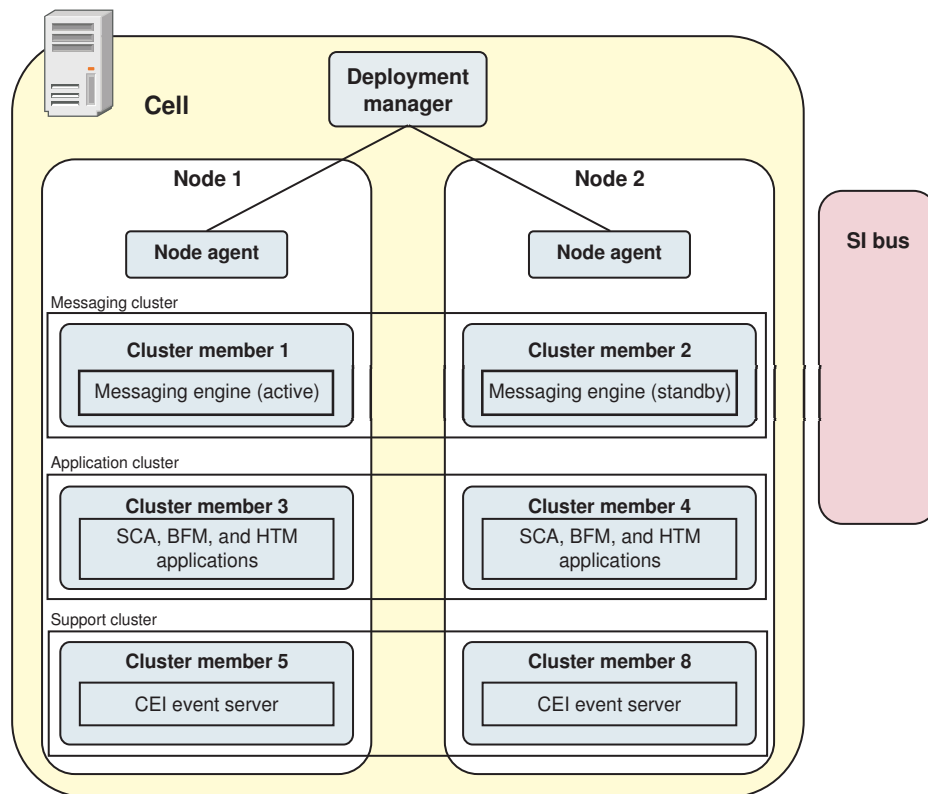 Deployment
manager
Cell
Node 1
Node 2
SI bus
Node agent
Node agent
Messaging cluster
Cluster member 1
Messaging engine (active)
Cluster member 2
Messaging engine (standby)
Application cluster
Cluster member 3
SCA, BFM, and HTM
applications
Cluster member 4
SCA, BFM, and HTM
applications
Support cluster
Cluster member 5
CEI event server
Cluster member 8
CEI event server